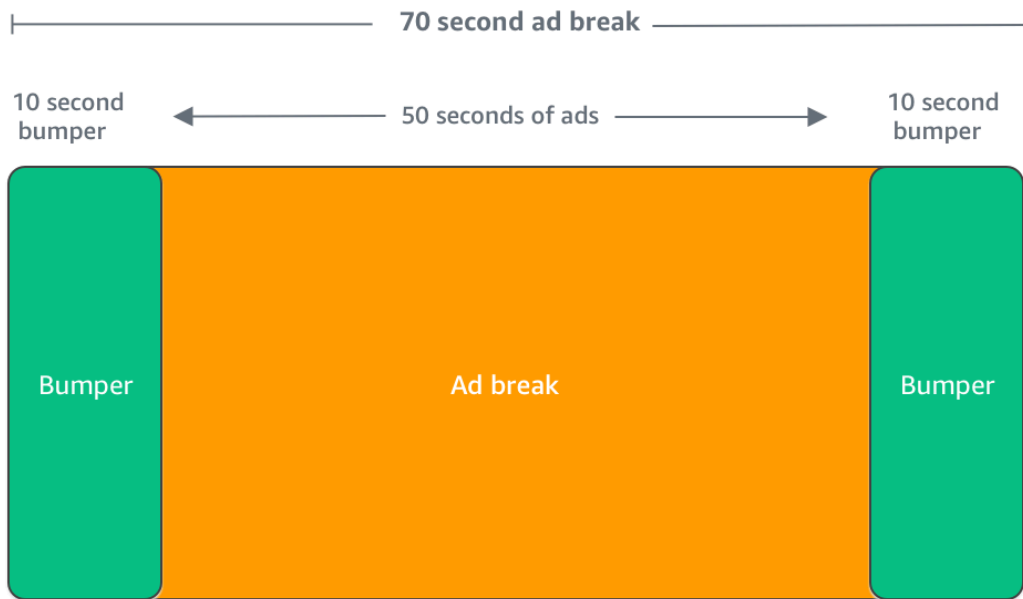 70 second ad break
10 second
bumper
50 seconds of ads
10 second
bumper
Bumper
Ad break
Bumper